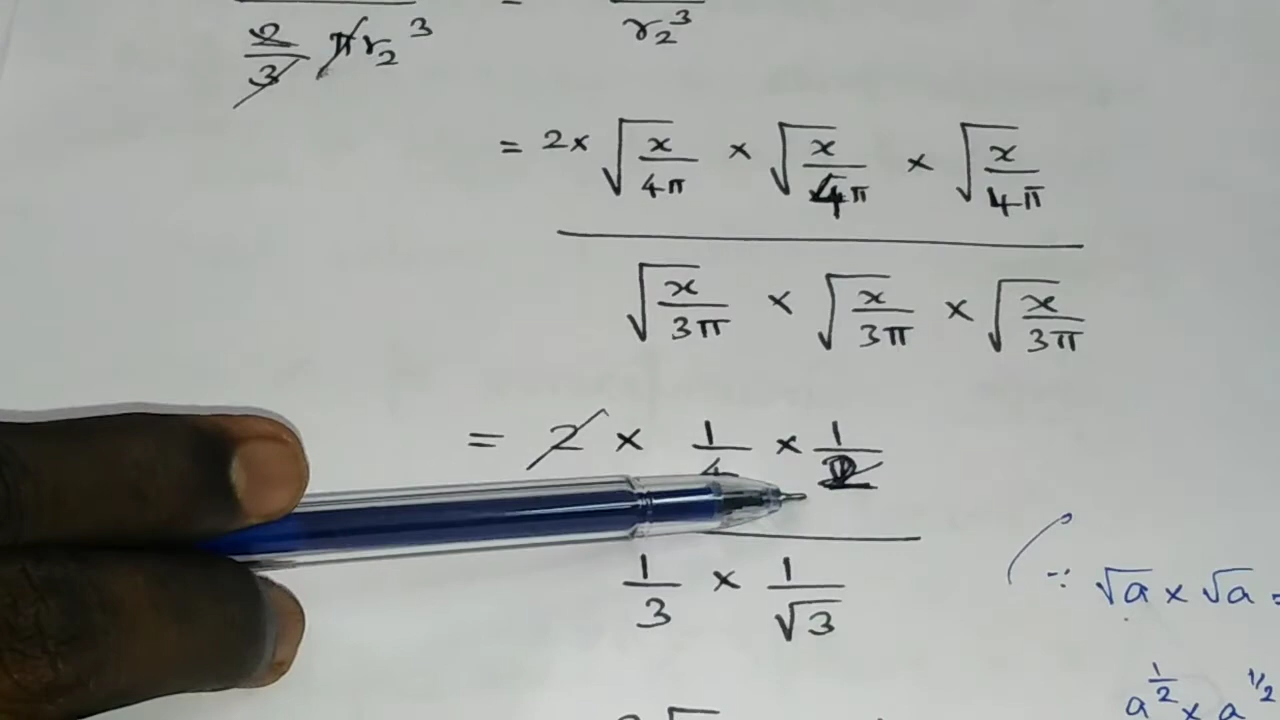 =
2/3 πr₂³ r₂³
= 2 × √(x/4π) × √(x/4π) × √(x/4π)
√(x/3π) × √(x/3π) × √(x/3π)
= 2 × 1/4 × 1/2
1/3 × 1/√3
∵ √a × √a =
a^1/2 × a^1/2